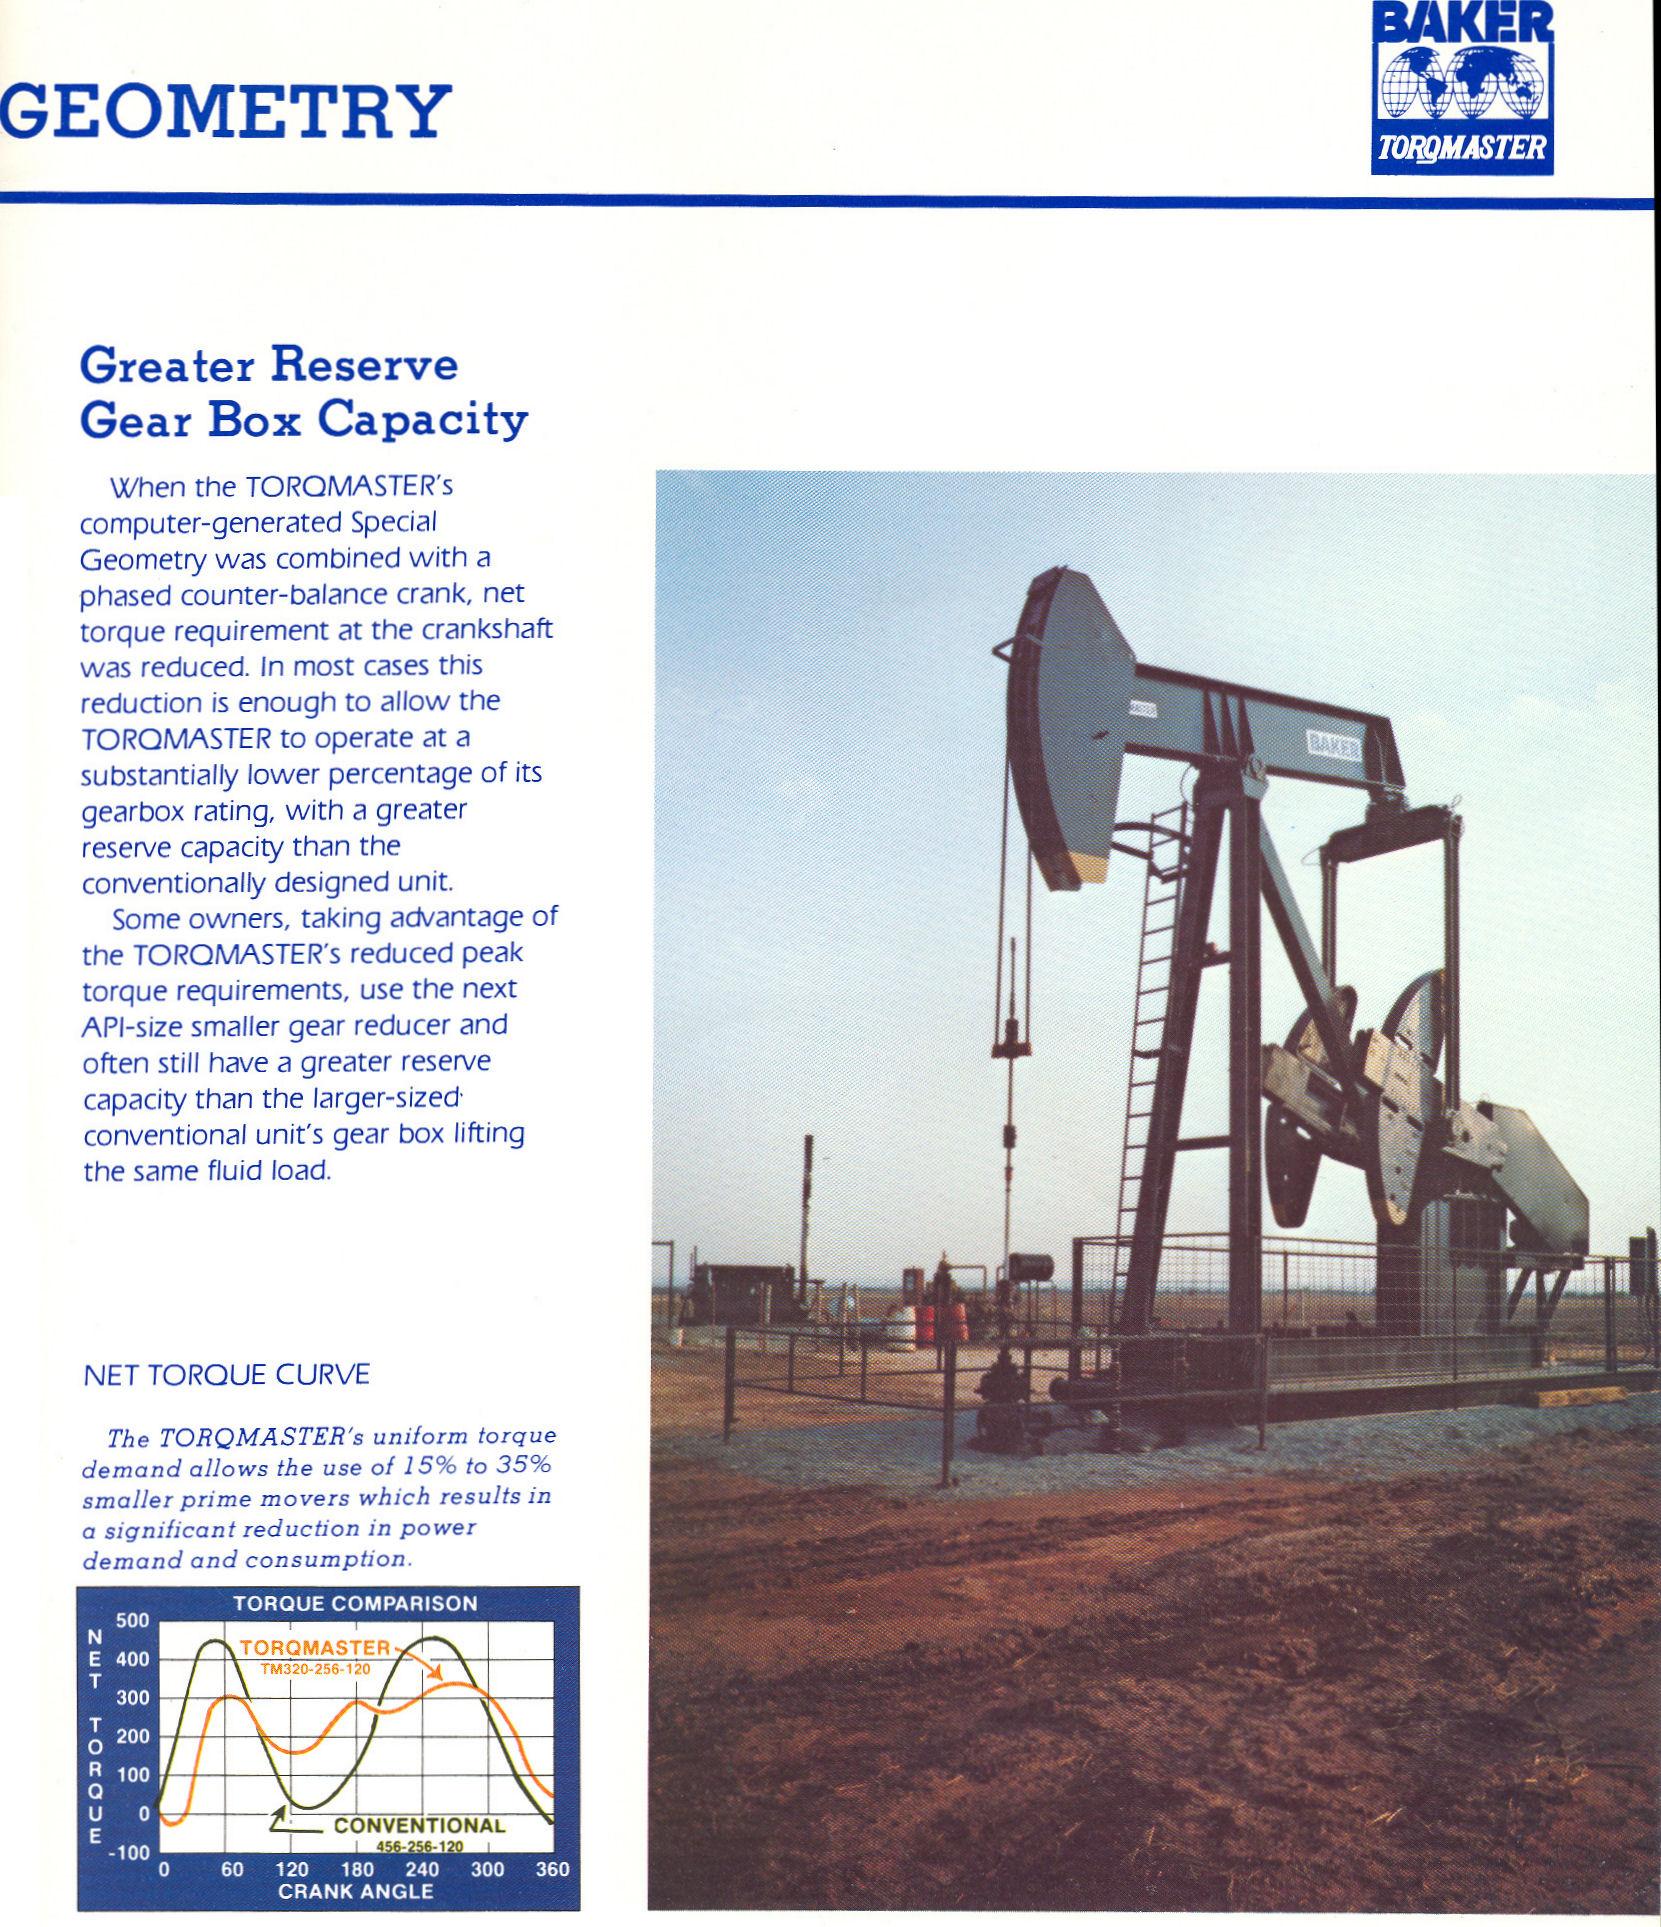 GEOMETRY
BAKER
TORQMASTER
Greater Reserve
Gear Box Capacity
When the TORQMASTER's
computer-generated Special
Geometry was combined with a
phased counter-balance crank, net
torque requirement at the crankshaft
was reduced. In most cases this
reduction is enough to allow the
TORQMASTER to operate at a
substantially lower percentage of its
gearbox rating, with a greater
reserve capacity than the
conventionally designed unit.
Some owners, taking advantage of
the TORQMASTER's reduced peak
torque requirements, use the next
API-size smaller gear reducer and
often still have a greater reserve
capacity than the larger-sized
conventional unit's gear box lifting
the same fluid load.
BAKER
NET TORQUE CURVE
The TORQMASTER's uniform torque
demand allows the use of 15% to 35%
smaller prime movers which results in
a significant reduction in power
demand and consumption.
TORQUE COMPARISON
NET TORQUE
500
400
300
200
100
0
-100
TORQMASTER
TM320-256-120
CONVENTIONAL
456-256-120
0 60 120 180 240 300 360
CRANK ANGLE